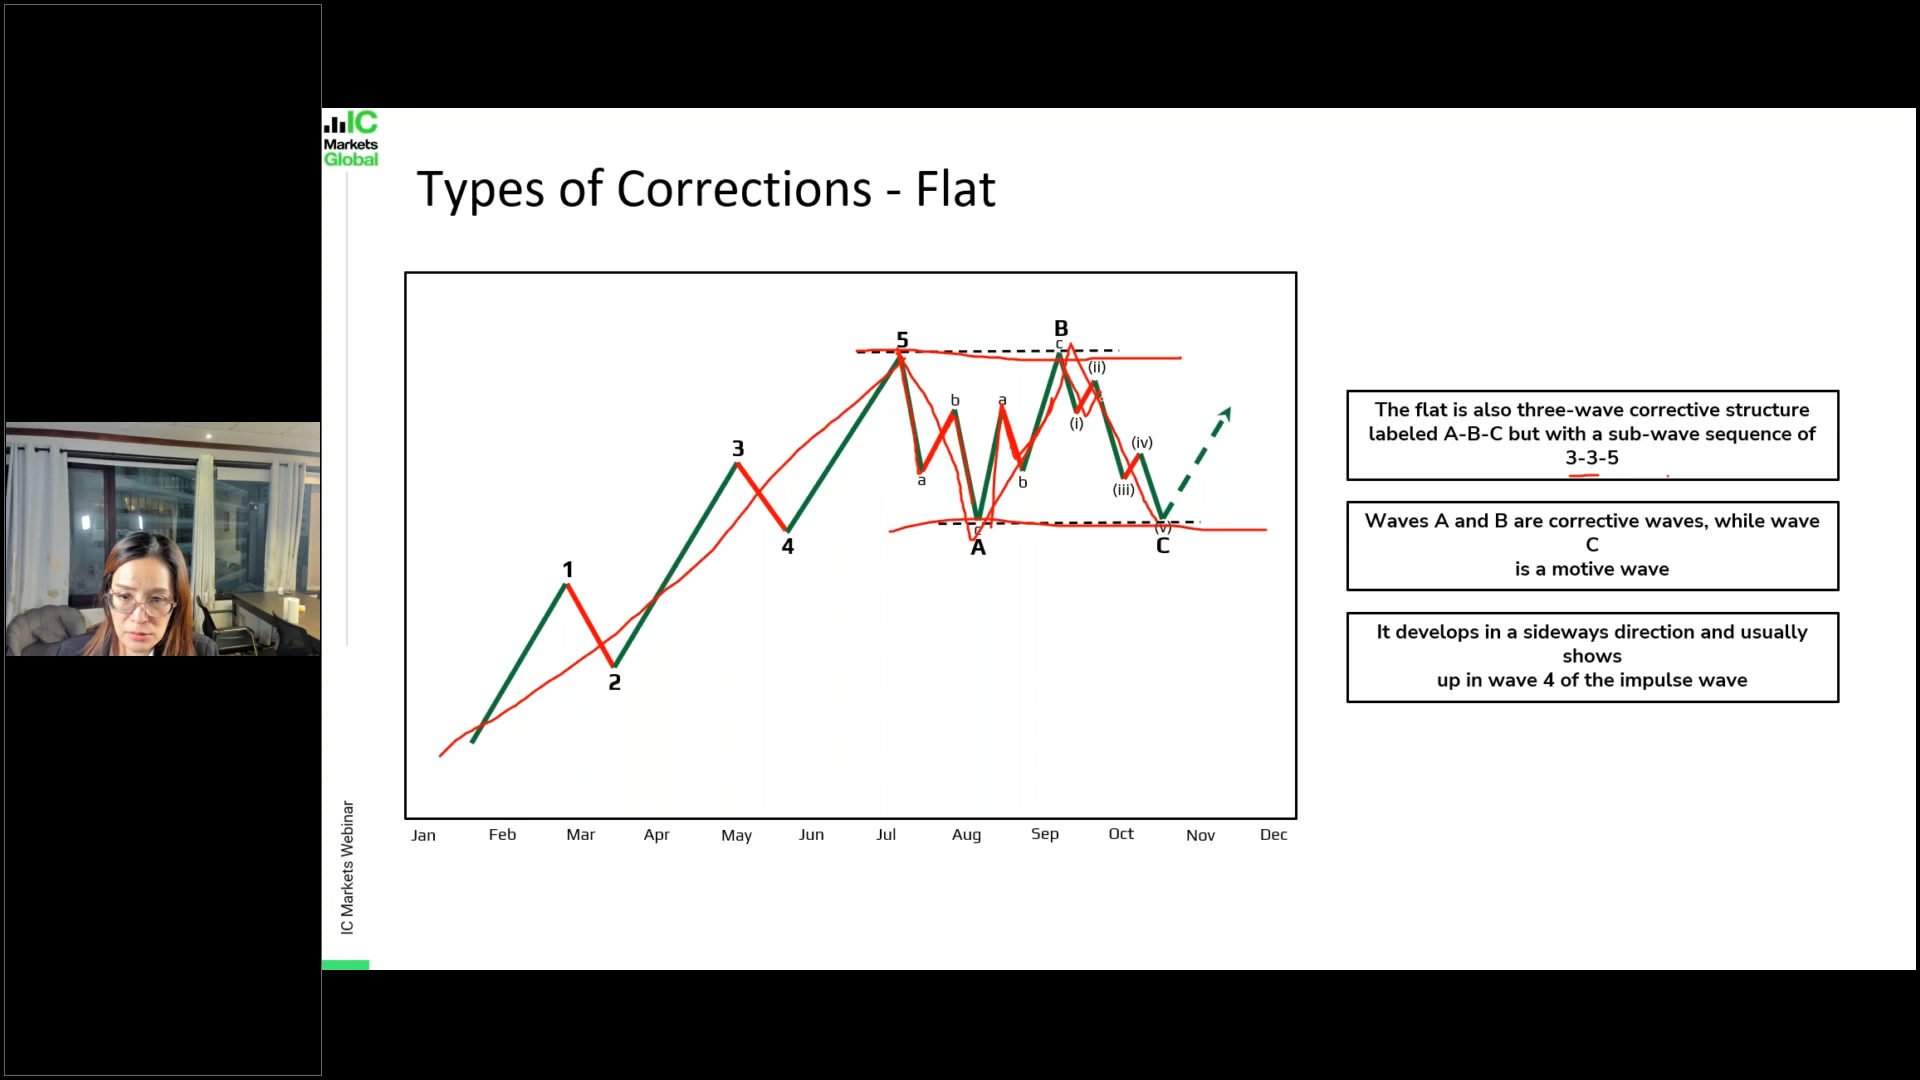 IC
Markets
Global
Types of Corrections - Flat
5
B
c
(ii)
b
a
(i)
3
(iv)
a
b
(iii)
4
c
A
(v)
C
1
2
Jan Feb Mar Apr May Jun Jul Aug Sep Oct Nov Dec
The flat is also three-wave corrective structure
labeled A-B-C but with a sub-wave sequence of
3-3-5
Waves A and B are corrective waves, while wave
C
is a motive wave
It develops in a sideways direction and usually
shows
up in wave 4 of the impulse wave
IC Markets Webinar